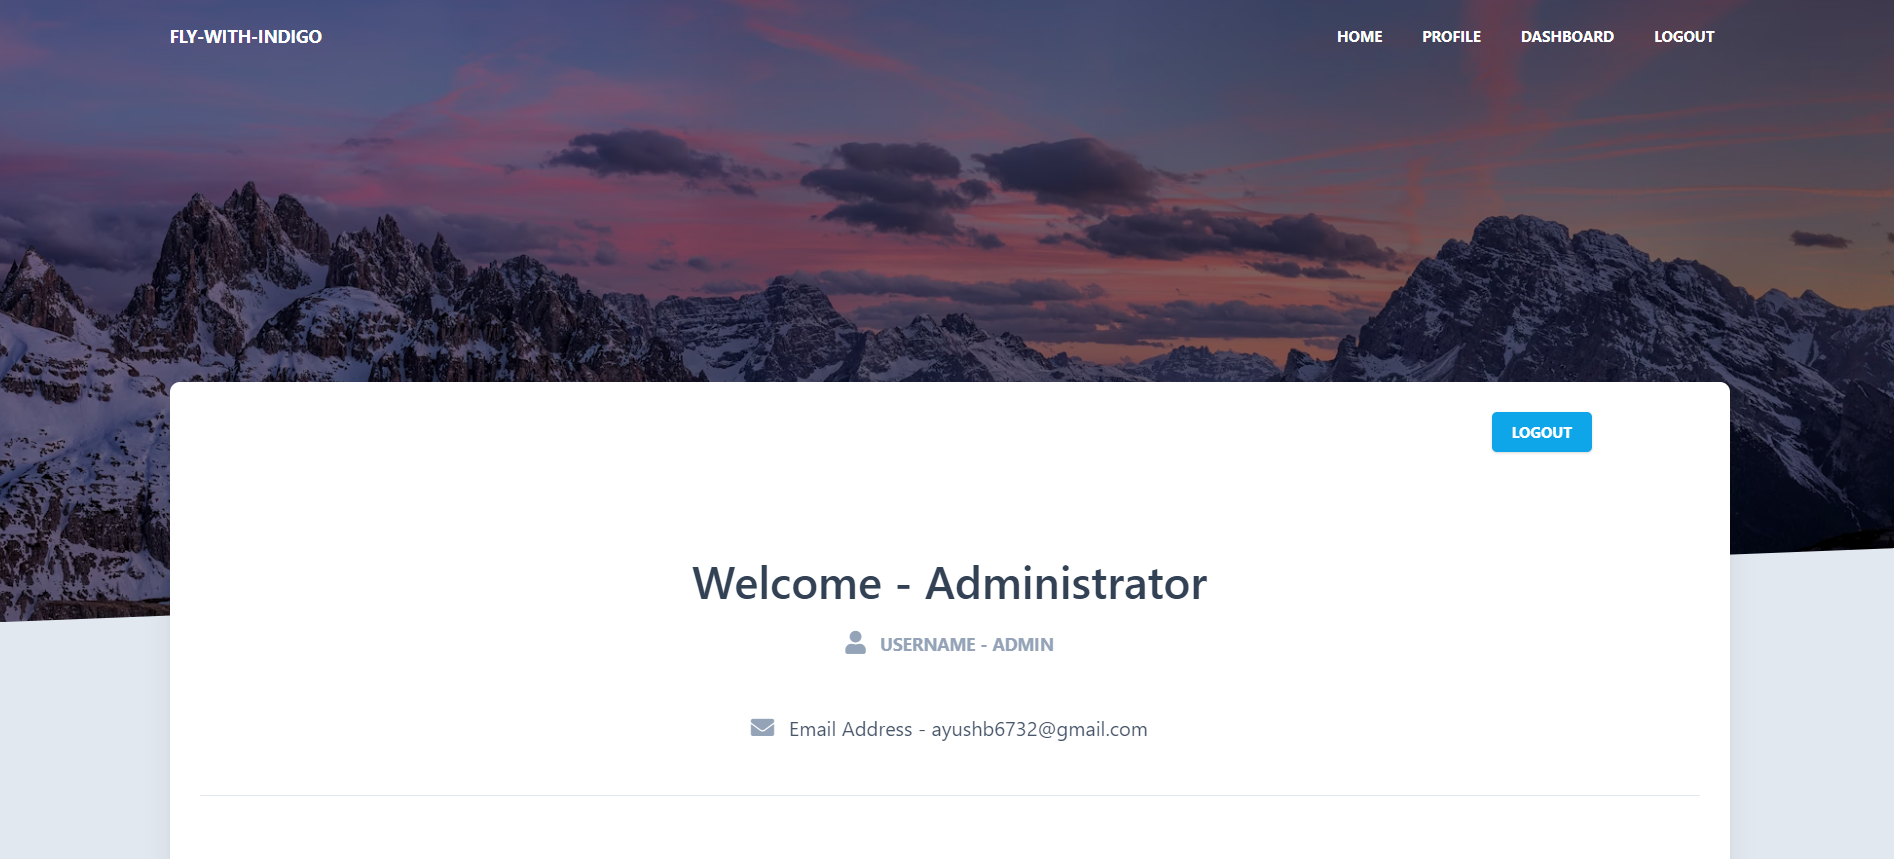 FLY-WITH-INDIGO
HOME PROFILE DASHBOARD LOGOUT
LOGOUT
Welcome - Administrator
USERNAME - ADMIN
Email Address - ayushb6732@gmail.com